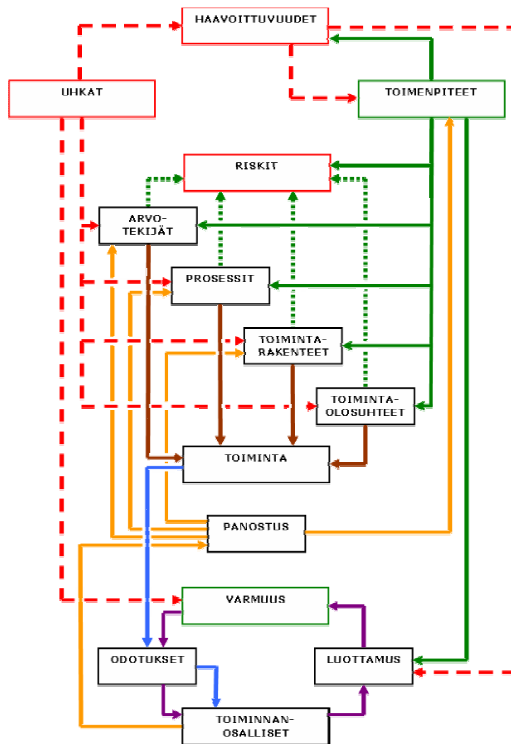 HAAVOITTUVUUDET
UHKAT
TOIMENPITEET
RISKIT
ARVO-
TEKIJÄT
PROSESSIT
TOIMINTA-
RAKENTEET
TOIMINTA-
OLOSUHTEET
TOIMINTA
PANOSTUS
VARMUUS
ODOTUKSET
LUOTTAMUS
TOIMINNAN-
OSALLISET